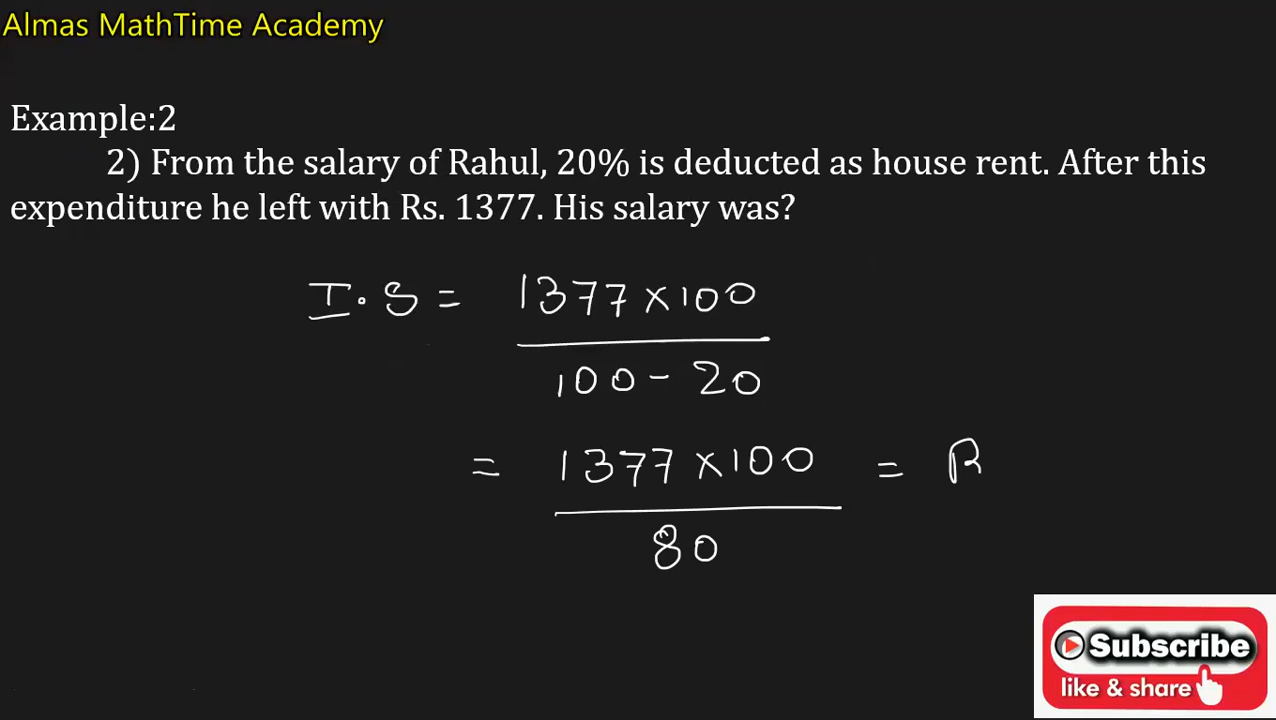 Almas MathTime Academy
Example:2
2) From the salary of Rahul, 20% is deducted as house rent. After this
expenditure he left with Rs. 1377. His salary was?
I.S = 1377 × 100
100 - 20
= 1377 × 100 = R
80
Subscribe
like & share